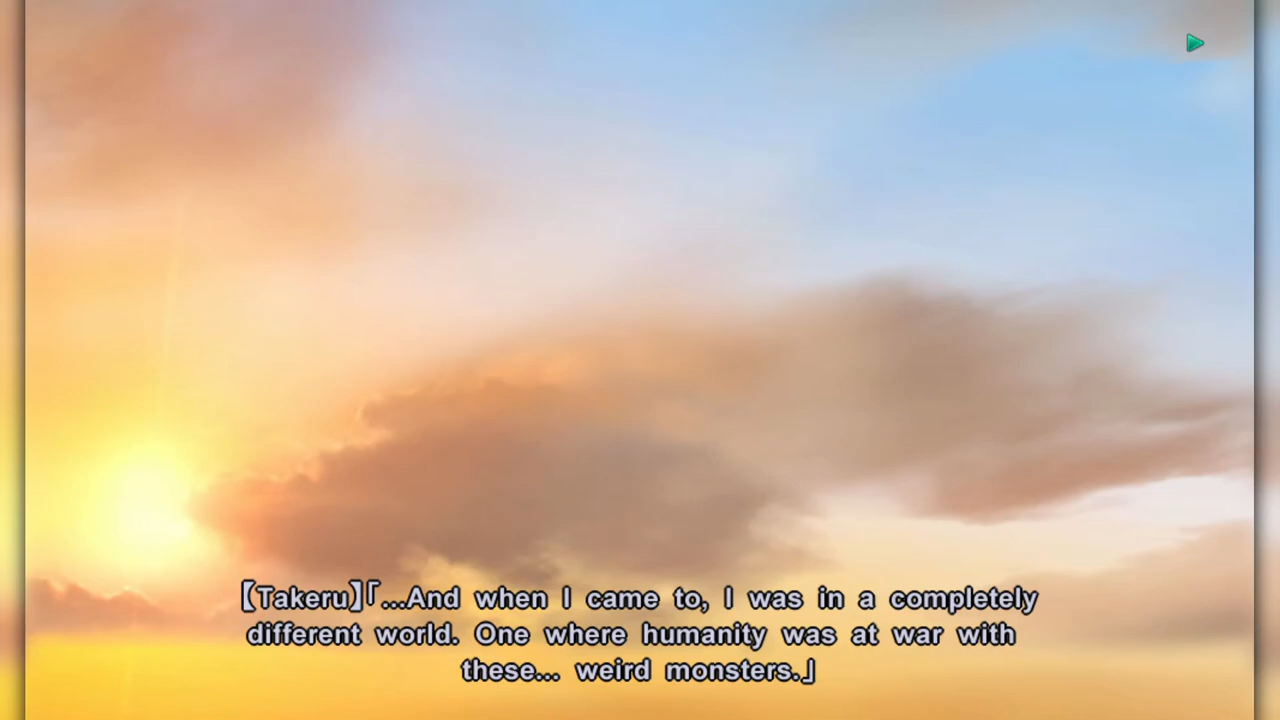 【Takeru】「...And when I came to, I was in a completely
different world. One where humanity was at war with
these... weird monsters.」